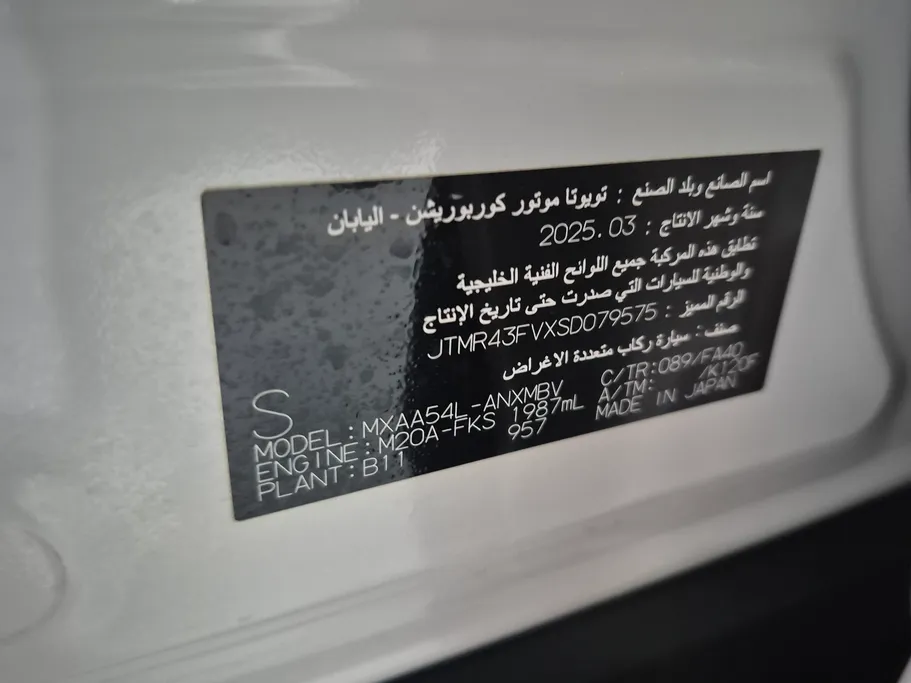 اسم الصانع وبلد الصنع : تويوتا موتور كوربوريشن - اليابان
سنة وشهر الانتاج : 2025.03
تطابق هذه المركبة جميع اللوائح الفنية الخليجية
والوطنية للسيارات التي صدرت حتى تاريخ الإنتاج
الرقم المميز : JTMR43FVXSD079575
صنف : سيارة ركاب متعددة الاغراض
S
MODEL:MXAA54L-ANXMBV C/TR:089/FA40
ENGINE:M20A-FKS 1987mL A/TM: /K120F
PLANT:B11 957 MADE IN JAPAN